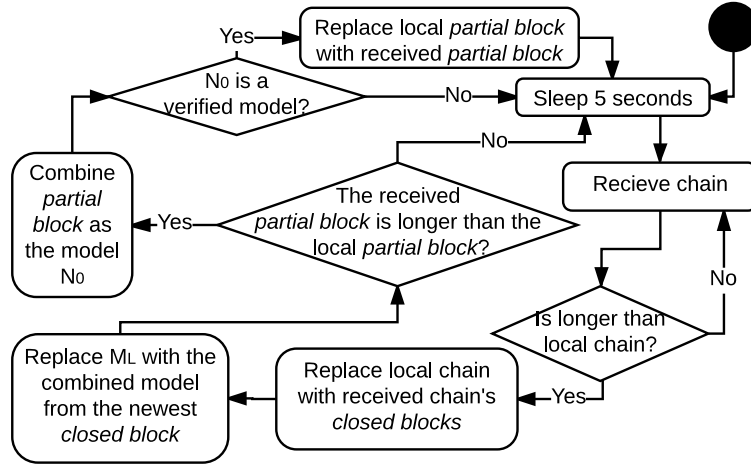 Yes
Replace local partial block
with received partial block
N0 is a
verified model?
No
Sleep 5 seconds
No
Combine
partial
block as
the model
N0
Yes
The received
partial block is longer than the
local partial block?
Recieve chain
No
Is longer than
local chain?
Replace ML with the
combined model
from the newest
closed block
Replace local chain
with received chain's
closed blocks
Yes